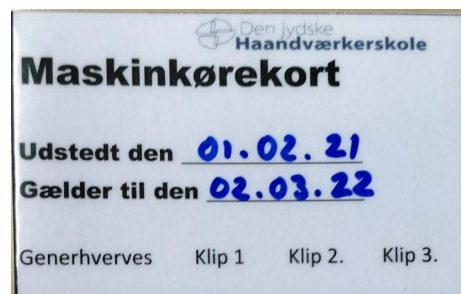 Den jydske
Haandværkerskole
Maskinkørekort
Udstedt den 01.02.21
Gælder til den 02.03.22
Generhverves Klip 1 Klip 2. Klip 3.